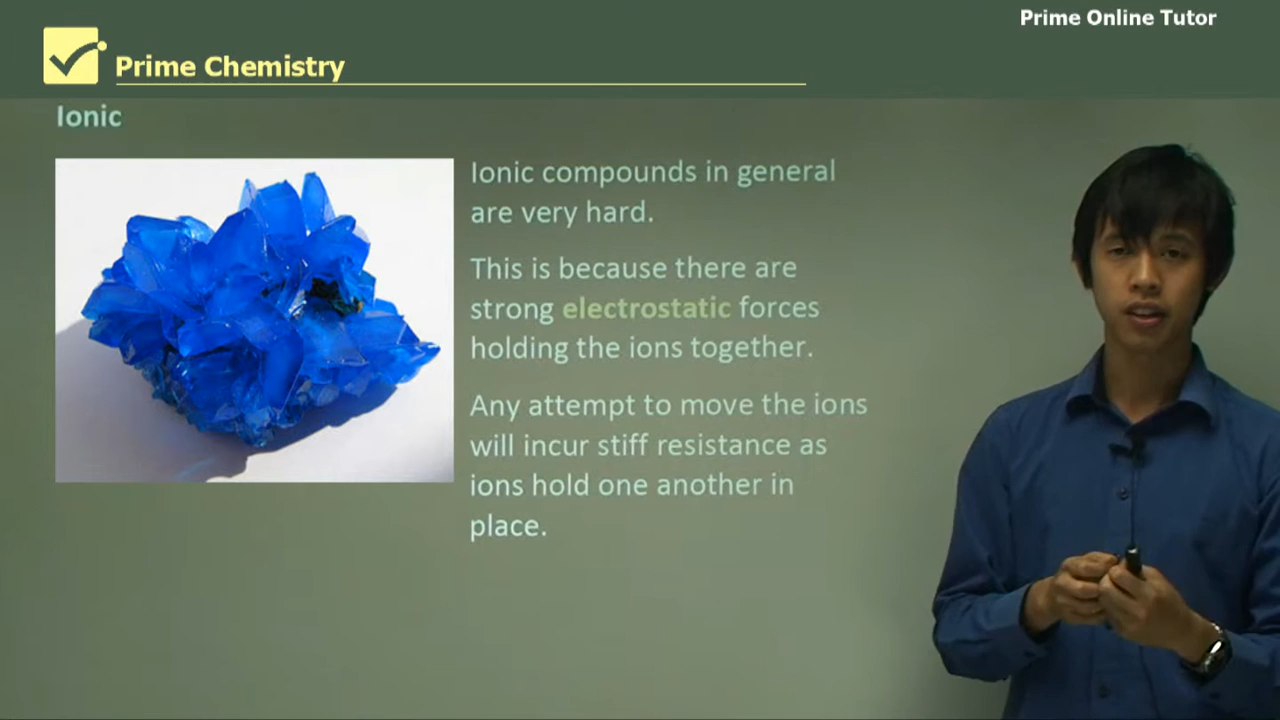 Prime Online Tutor
Prime Chemistry
Ionic
Ionic compounds in general
are very hard.
This is because there are
strong electrostatic forces
holding the ions together.
Any attempt to move the ions
will incur stiff resistance as
ions hold one another in
place.